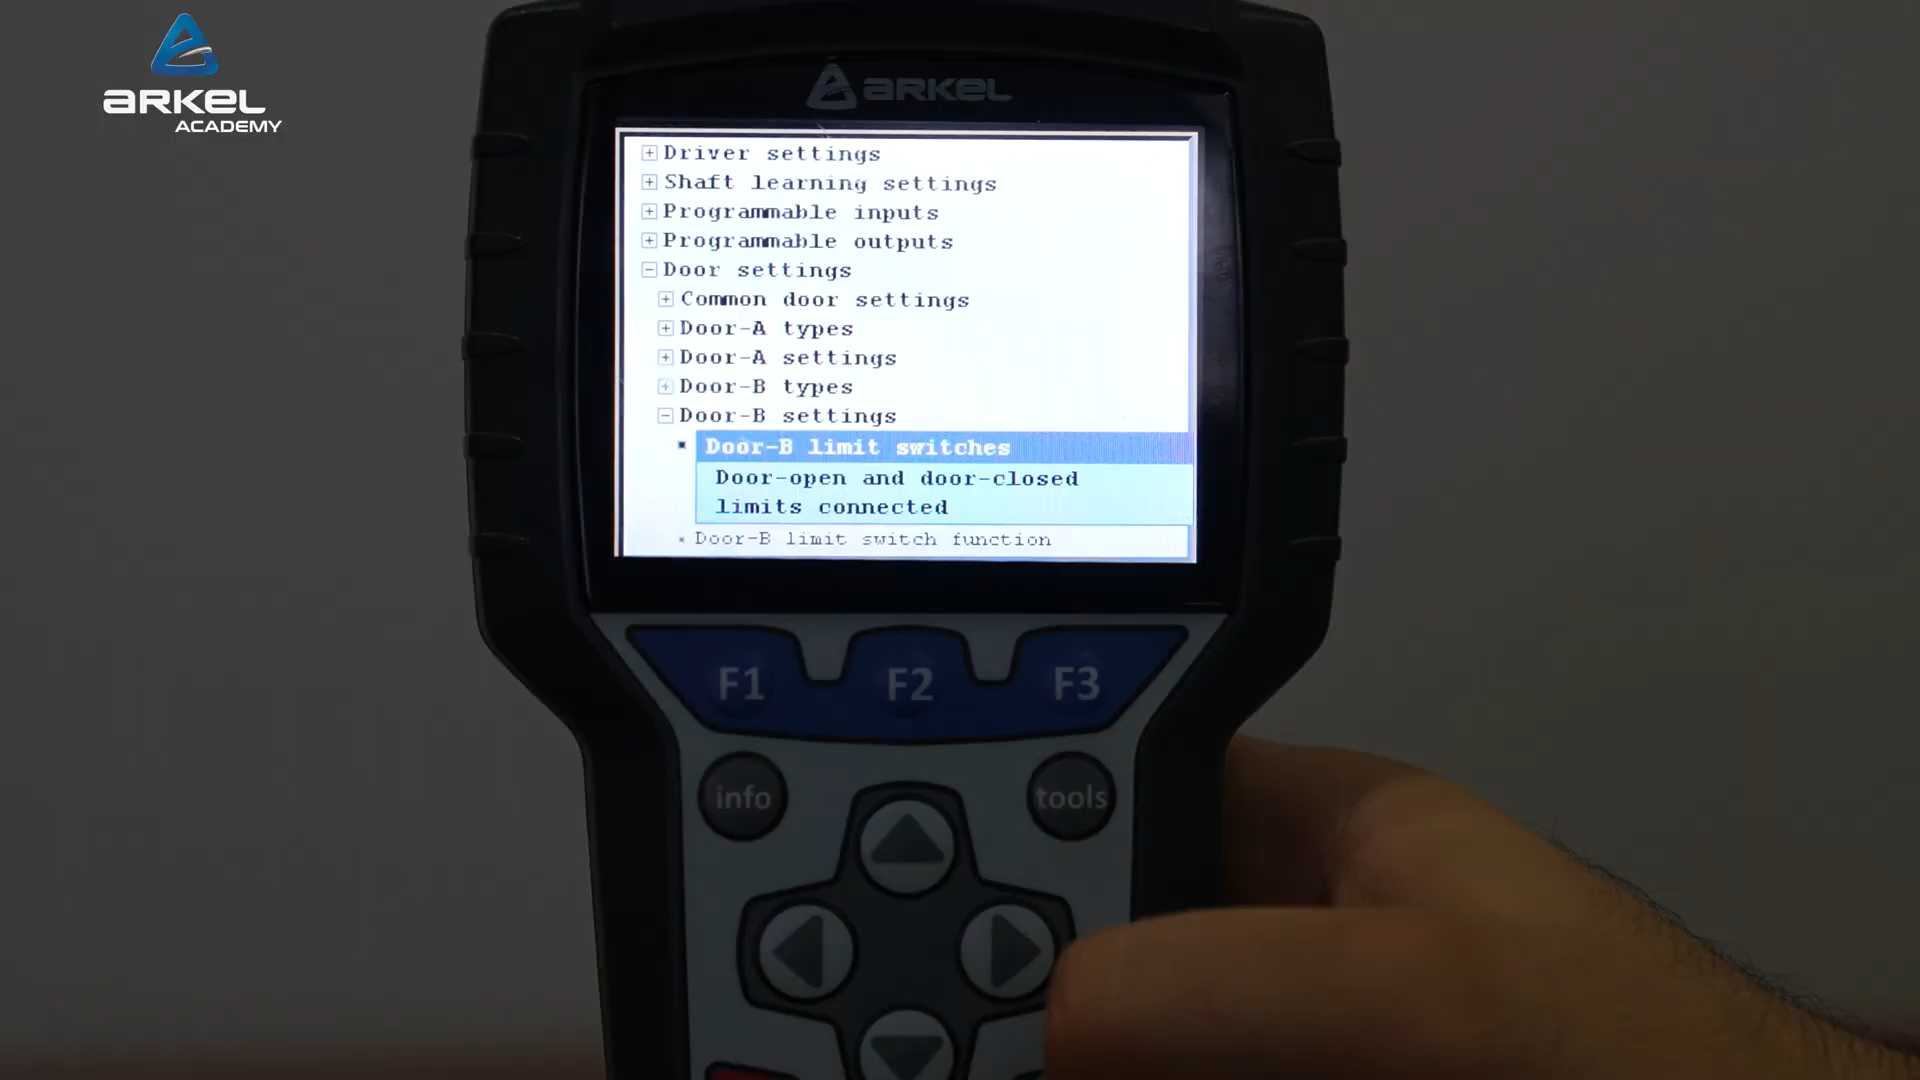 ARKEL
ACADEMY
ARKEL
Driver settings
Shaft learning settings
Programmable inputs
Programmable outputs
Door settings
Common door settings
Door-A types
Door-A settings
Door-B types
Door-B settings
Door-B limit switches
Door-open and door-closed
limits connected
Door-B limit switch function
F1 F2 F3
info tools